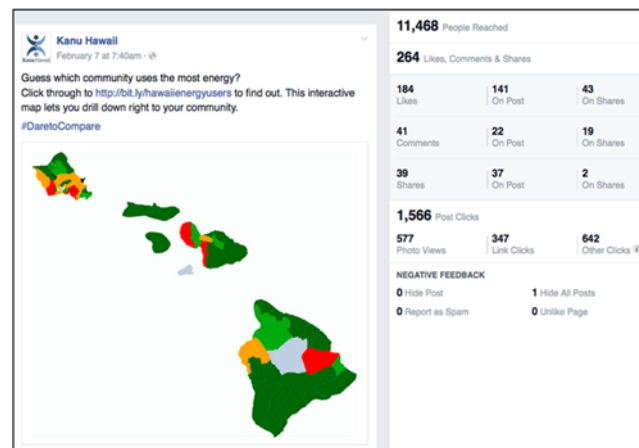 Kanu Hawaii
February 7 at 7:40am ·
Guess which community uses the most energy?
Click through to http://bit.ly/hawaiienergyusers to find out. This interactive
map lets you drill down right to your community.
#DaretoCompare
11,468 People Reached
264 Likes, Comments & Shares
184 141 43
Likes On Post On Shares
41 22 19
Comments On Post On Shares
39 37 2
Shares On Post On Shares
1,566 Post Clicks
577 347 642
Photo Views Link Clicks Other Clicks
NEGATIVE FEEDBACK
0 Hide Post 1 Hide All Posts
0 Report as Spam 0 Unlike Page